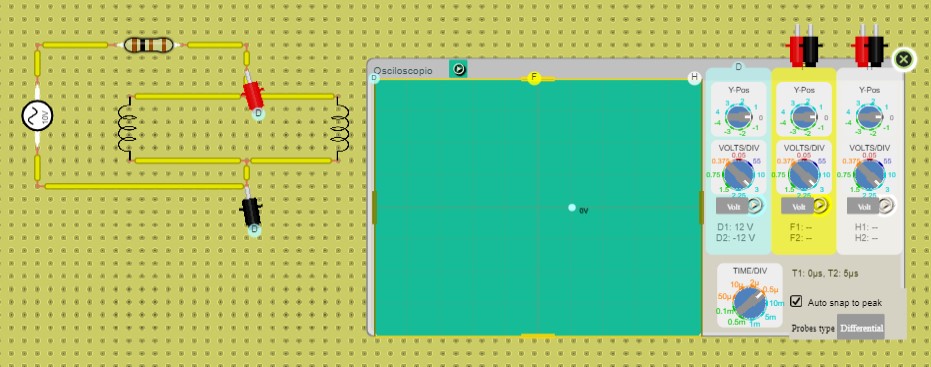 10V
D
D
Osciloscopio
D
F
H
0V
D
Y-Pos
4 3 2 1 0 -1 -2 -3 -4
VOLTS/DIV
0.375 0.05 55 10 3 2.25 1.5 0.75
Volt
D1: 12 V
D2: -12 V
Y-Pos
4 3 2 1 0 -1 -2 -3 -4
VOLTS/DIV
0.375 0.05 55 10 3 2.25 1.5 0.75
Volt
F1: --
F2: --
Y-Pos
4 3 2 1 0 -1 -2 -3 -4
VOLTS/DIV
0.375 0.05 55 10 3 2.25 1.5 0.75
Volt
H1: --
H2: --
TIME/DIV
10µ 2µ 0.5µ
50µ 10m
0.1m 5m
0.5m 1m
T1: 0µs, T2: 5µs
Auto snap to peak
Probes type Differential